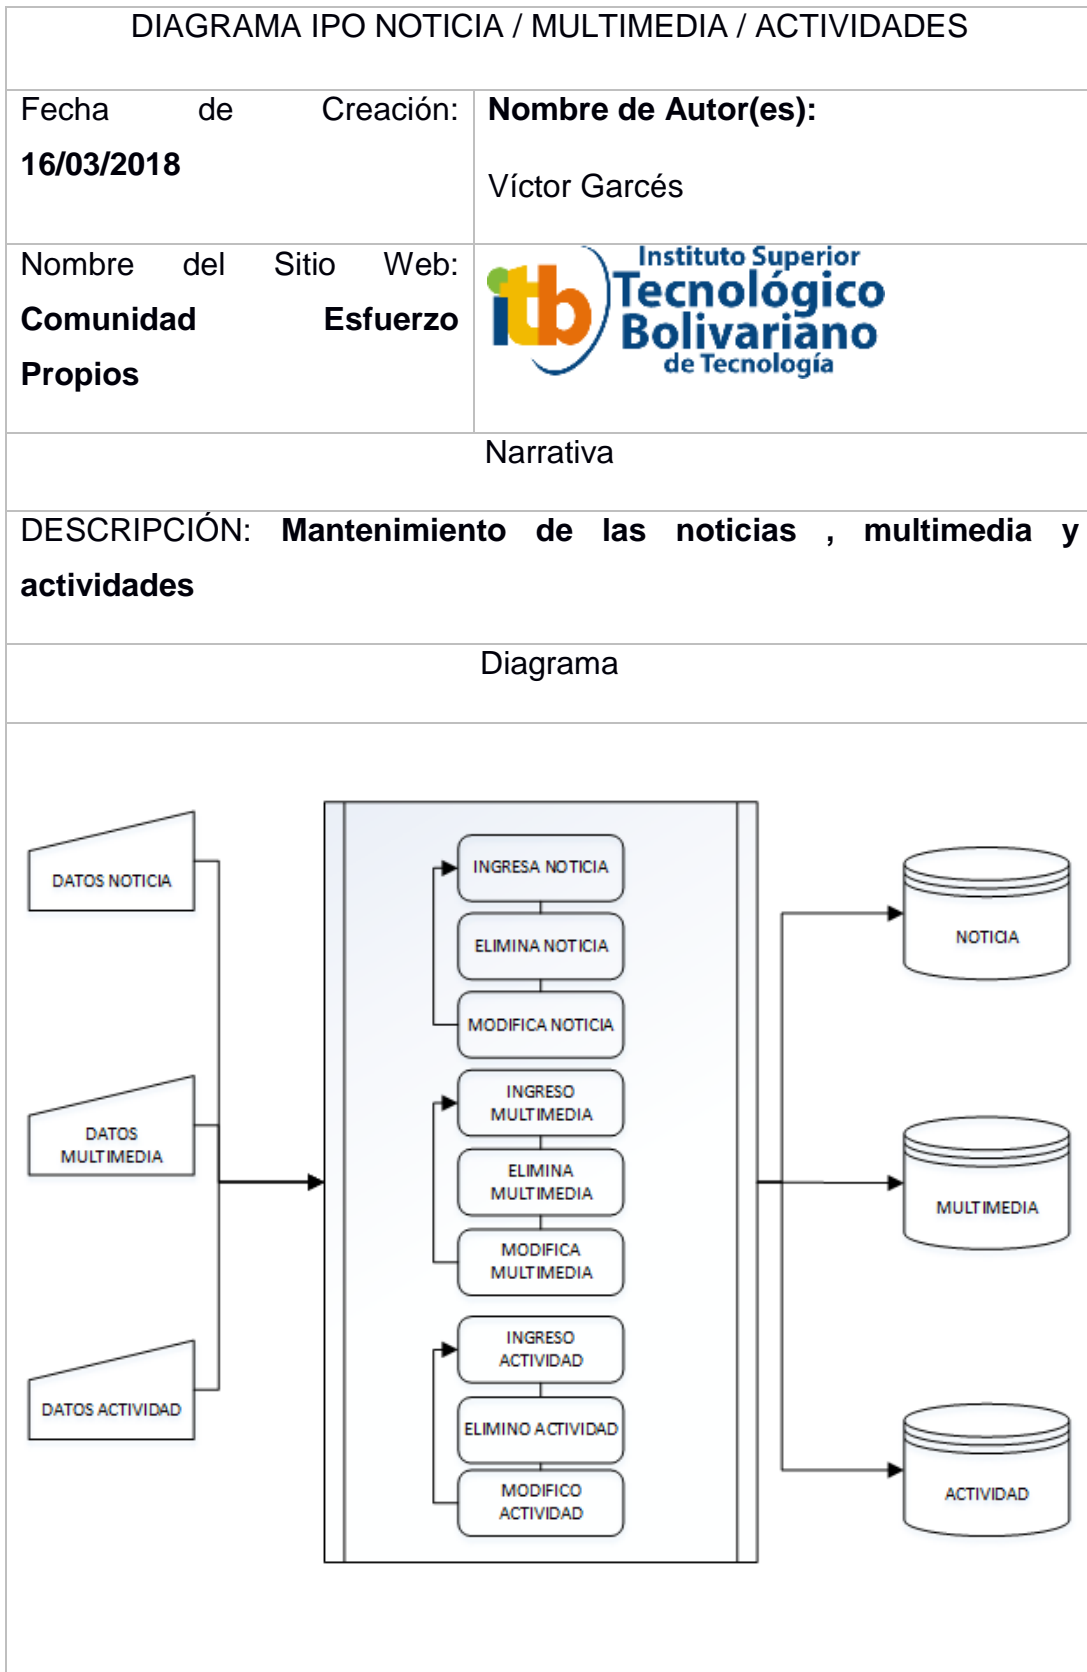 DIAGRAMA IPO NOTICIA / MULTIMEDIA / ACTIVIDADES
Fecha de Creación:
16/03/2018
Nombre de Autor(es):
Víctor Garcés
Nombre del Sitio Web:
Comunidad Esfuerzo
Propios
itb
Instituto Superior
Tecnológico
Bolivariano
de Tecnología
Narrativa
DESCRIPCIÓN: Mantenimiento de las noticias , multimedia y
actividades
Diagrama
DATOS NOTICIA
DATOS
MULTIMEDIA
DATOS ACTIVIDAD
INGRESA NOTICIA
ELIMINA NOTICIA
MODIFICA NOTICIA
INGRESO
MULTIMEDIA
ELIMINA
MULTIMEDIA
MODIFICA
MULTIMEDIA
INGRESO
ACTIVIDAD
ELIMINO ACTIVIDAD
MODIFICO
ACTIVIDAD
NOTICIA
MULTIMEDIA
ACTIVIDAD